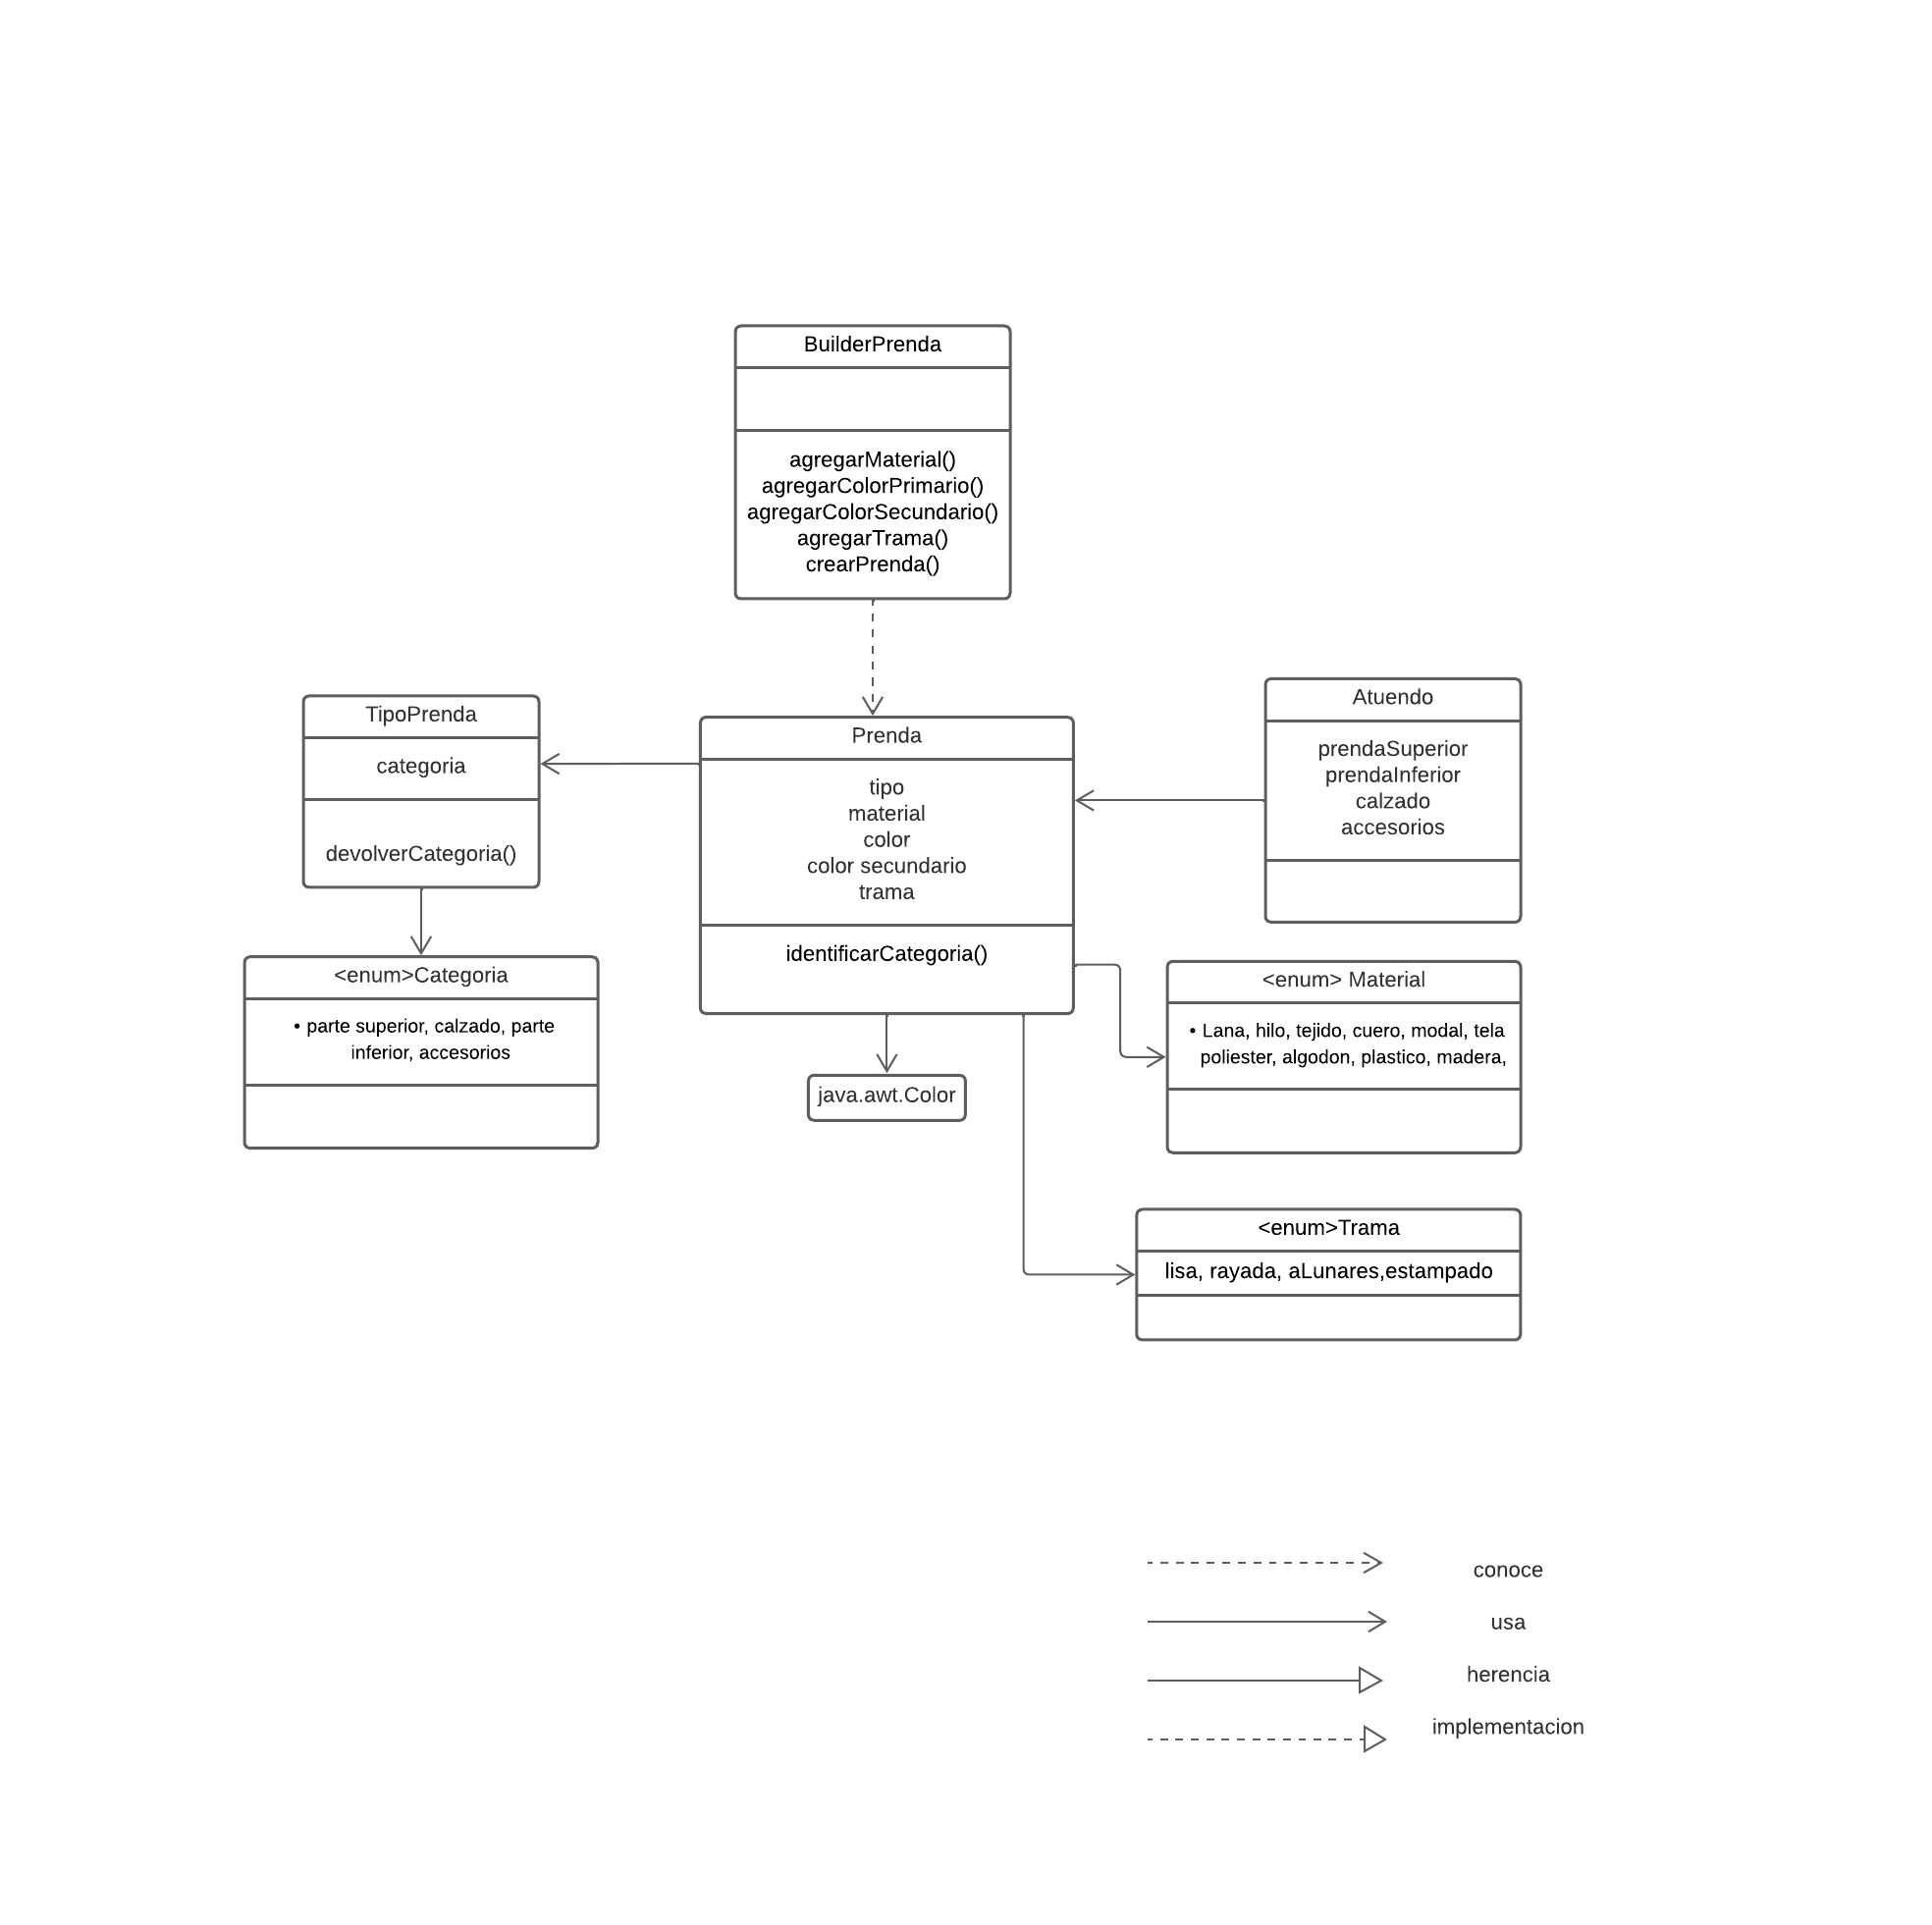 BuilderPrenda
agregarMaterial()
agregarColorPrimario()
agregarColorSecundario()
agregarTrama()
crearPrenda()
TipoPrenda
categoria
devolverCategoria()
Prenda
tipo
material
color
color secundario
trama
identificarCategoria()
Atuendo
prendaSuperior
prendaInferior
calzado
accesorios
<enum>Categoria
• parte superior, calzado, parte
inferior, accesorios
<enum> Material
• Lana, hilo, tejido, cuero, modal, tela
poliester, algodon, plastico, madera,
java.awt.Color
<enum>Trama
lisa, rayada, aLunares,estampado
conoce
usa
herencia
implementacion